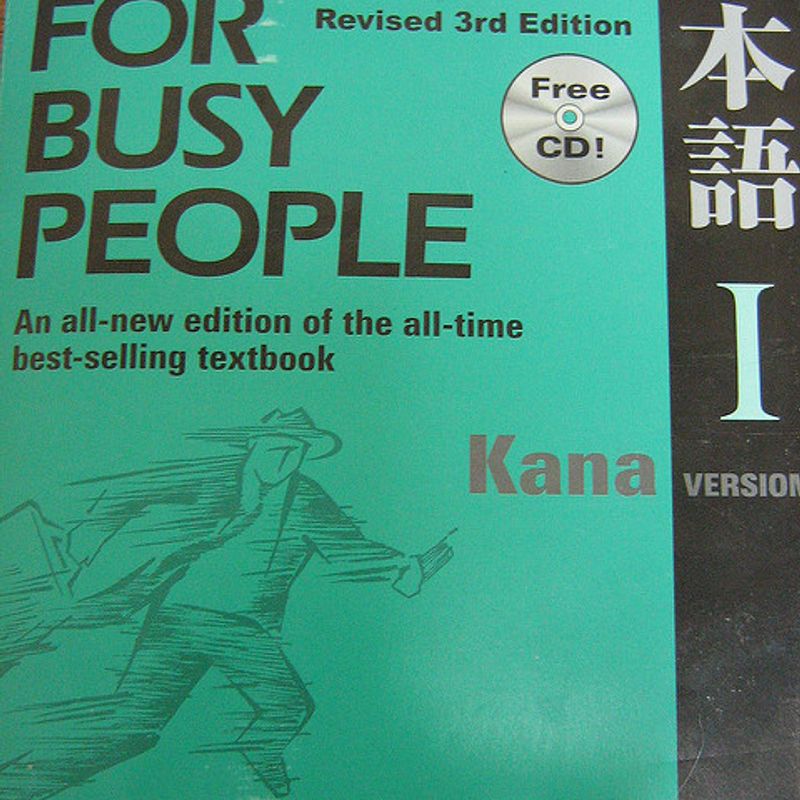 FOR
BUSY
PEOPLE
Revised 3rd Edition
Free
CD!
An all-new edition of the all-time
best-selling textbook
Kana VERSION
本語 I